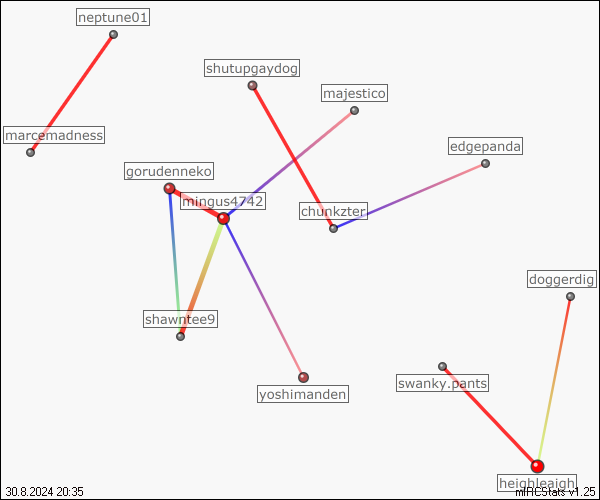 neptune01
shutupgaydog
majestico
marcemadness
edgepanda
gorudenneko
mingus4742
chunkzter
doggerdig
shawntee9
swanky.pants
yoshimanden
heighleaigh
30.8.2024 20:35
mIRCStats v1.25